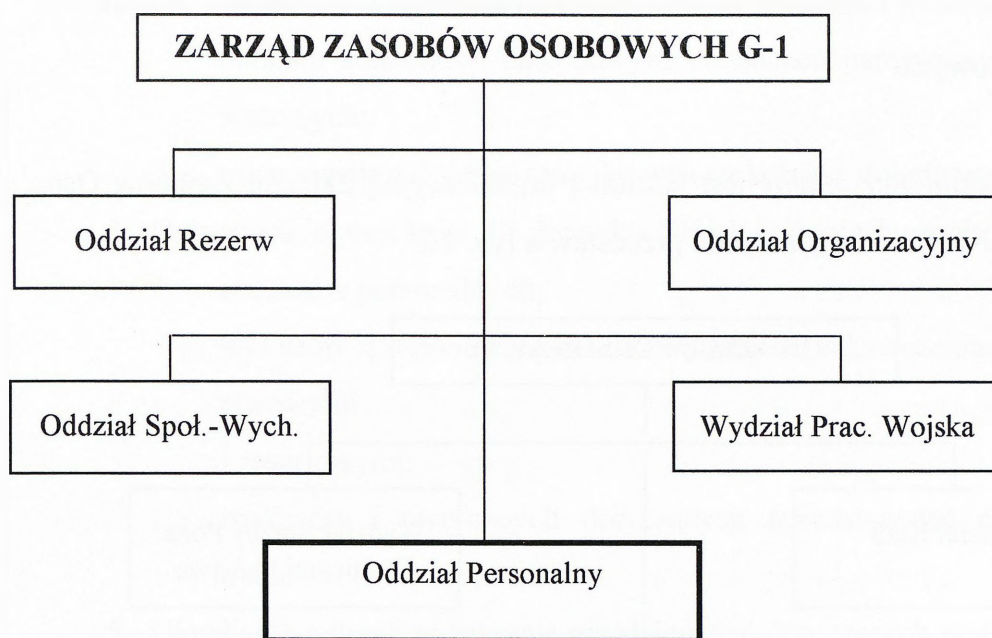 ZARZĄD ZASOBÓW OSOBOWYCH G-1
Oddział Rezerw
Oddział Organizacyjny
Oddział Społ.-Wych.
Wydział Prac. Wojska
Oddział Personalny